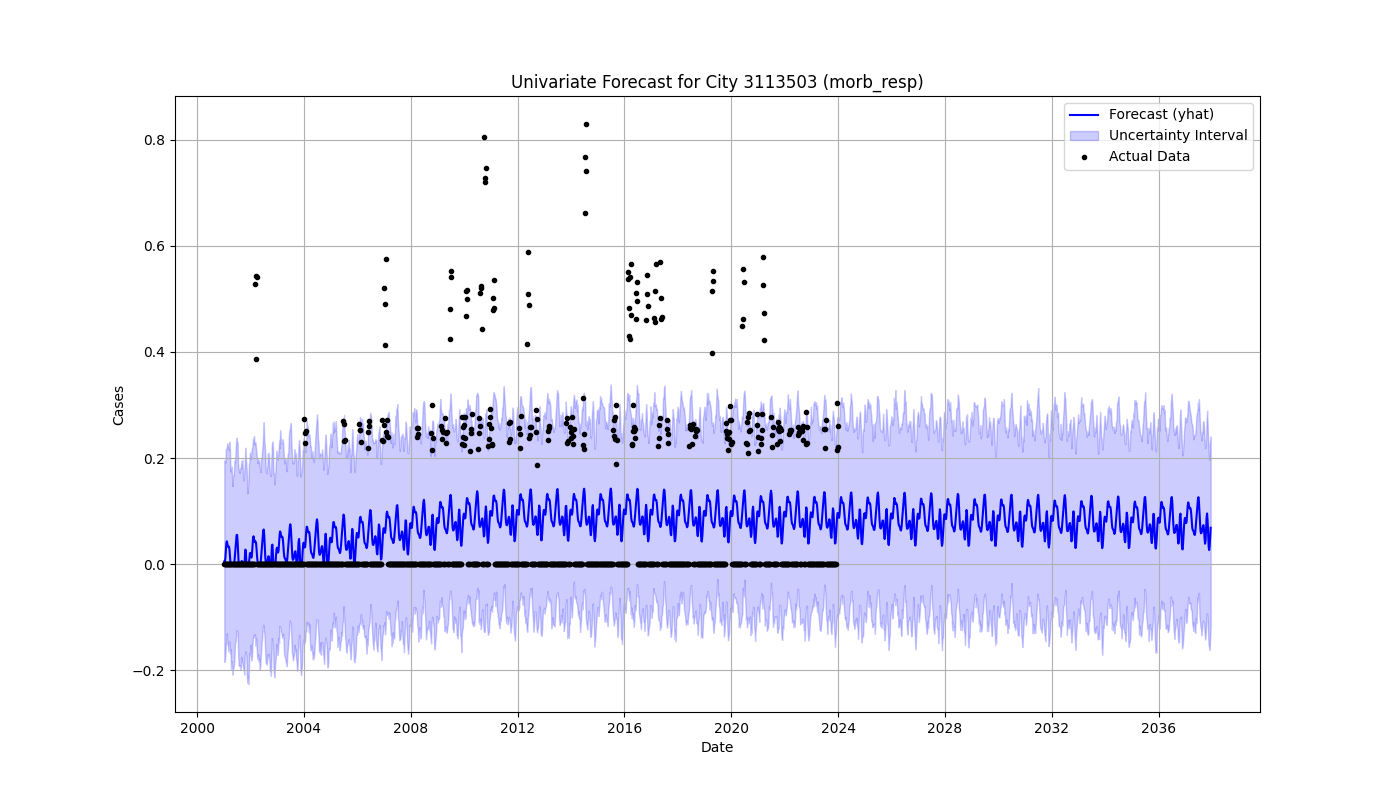 Univariate Forecast for City 3113503 (morb_resp)
Forecast (yhat)
Uncertainty Interval
Actual Data
Cases
0.8
0.6
0.4
0.2
0.0
−0.2
2000 2004 2008 2012 2016 2020 2024 2028 2032 2036
Date